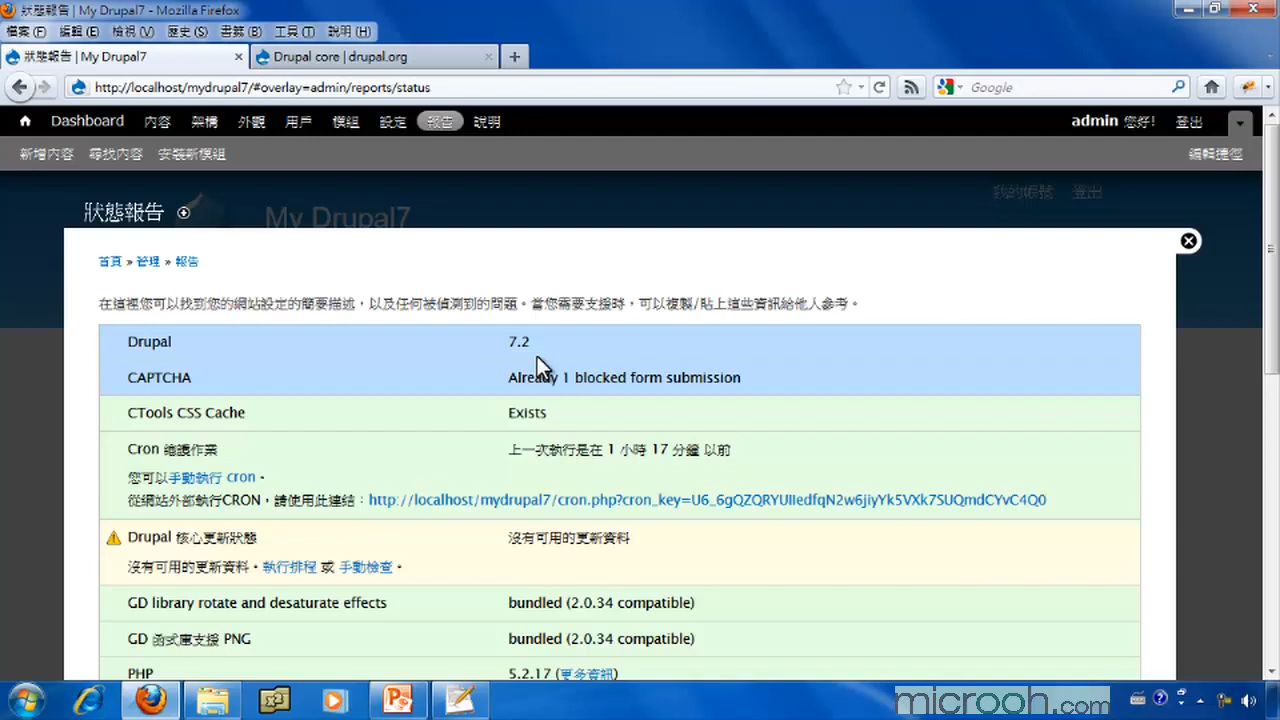 狀態報告 | My Drupal7 - Mozilla Firefox
檔案(F) 編輯(E) 檢視(V) 歷史(S) 書籤(B) 工具(T) 說明(H)
狀態報告 | My Drupal7 Drupal core | drupal.org
http://localhost/mydrupal7/#overlay=admin/reports/status Google
Dashboard 內容 架構 外觀 用戶 模組 設定 報告 說明 admin 您好! 登出
新增內容 尋找內容 安裝新模組 編輯捷徑
我的帳號 登出
狀態報告 My Drupal7
首頁 » 管理 » 報告
在這裡您可以找到您的網站設定的簡要描述，以及任何被偵測到的問題。當您需要支援時，可以複製/貼上這些資訊給他人參考。
Drupal 7.2
CAPTCHA Already 1 blocked form submission
CTools CSS Cache Exists
Cron 維護作業 上一次執行是在 1 小時 17 分鐘 以前
您可以手動執行 cron。
從網站外部執行CRON，請使用此連結：http://localhost/mydrupal7/cron.php?cron_key=U6_6gQZQRYUIIedfqN2w6jiyYk5VXk7SUQmdCYvC4Q0
Drupal 核心更新狀態 沒有可用的更新資料
沒有可用的更新資料。執行排程 或 手動檢查。
GD library rotate and desaturate effects bundled (2.0.34 compatible)
GD 函式庫支援 PNG bundled (2.0.34 compatible)
PHP 5.2.17 (更多資訊)
microoh.com